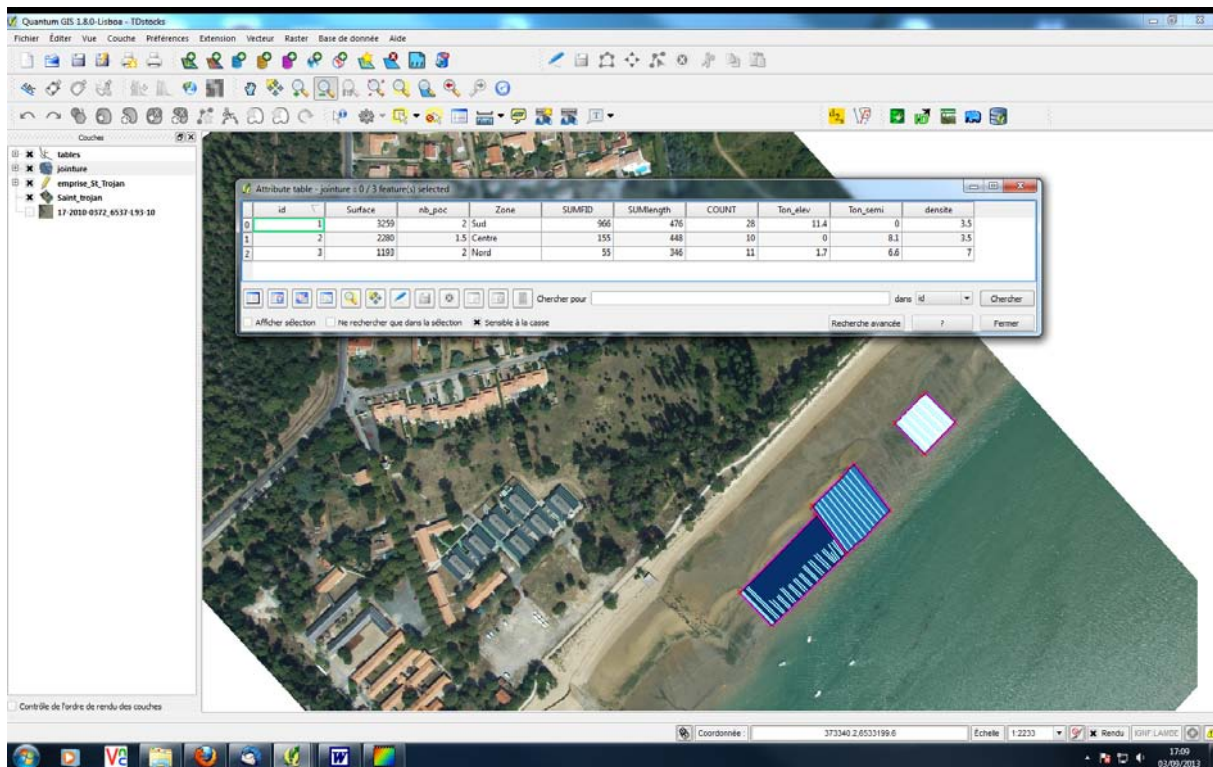 Quantum GIS 1.8.0-Lisboa - TDstocks
Fichier Éditer Vue Couche Préférences Extension Vecteur Raster Base de donnée Aide
Couches
tables
jointure
emprise_St_Trojan
Saint_trojan
17-2010-0372_6537-L93-10
Attribute table - jointure :: 0 / 3 feature(s) selected
id Surface nb_poc Zone SUMFID SUMlength COUNT Ton_elev Ton_semi densite
0 1 3259 2 Sud 966 476 28 11.4 0 3.5
1 2 2280 1.5 Centre 155 448 10 0 8.1 3.5
2 3 1193 2 Nord 55 346 11 1.7 6.6 7
Chercher pour dans id Chercher
Afficher sélection Ne rechercher que dans la sélection Sensible à la casse Recherche avancée ? Fermer
Contrôle de l'ordre de rendu des couches
Coordonnée : 373340.2,6533199.6 Échelle 1:2233 Rendu
17:09
03/09/2013